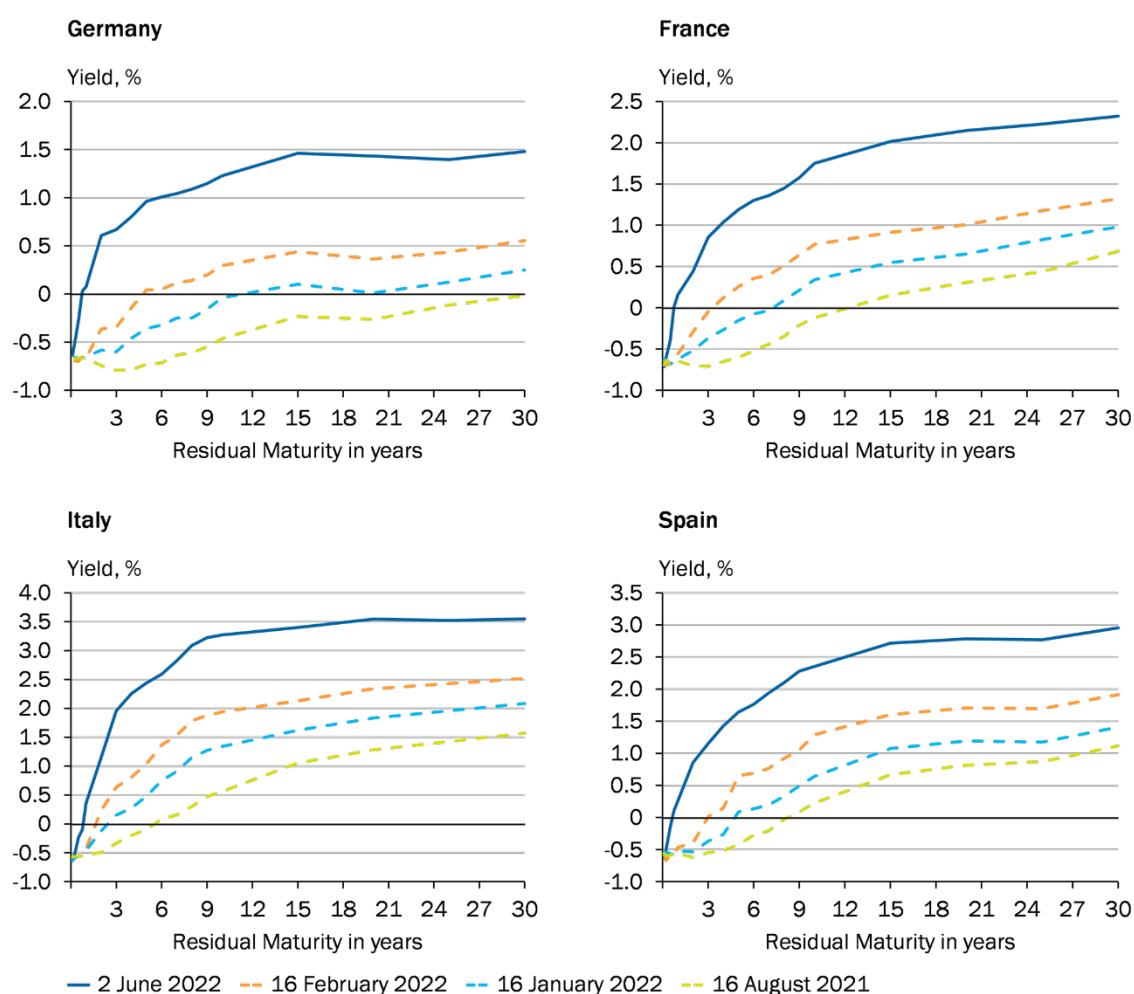 Germany
Yield, %
2.0
1.5
1.0
0.5
0
-0.5
-1.0
3 6 9 12 15 18 21 24 27 30
Residual Maturity in years
France
Yield, %
2.5
2.0
1.5
1.0
0.5
0
-0.5
-1.0
3 6 9 12 15 18 21 24 27 30
Residual Maturity in years
Italy
Yield, %
4.0
3.5
3.0
2.5
2.0
1.5
1.0
0.5
0
-0.5
-1.0
3 6 9 12 15 18 21 24 27 30
Residual Maturity in years
Spain
Yield, %
3.5
3.0
2.5
2.0
1.5
1.0
0.5
0
-0.5
-1.0
3 6 9 12 15 18 21 24 27 30
Residual Maturity in years
2 June 2022 16 February 2022 16 January 2022 16 August 2021